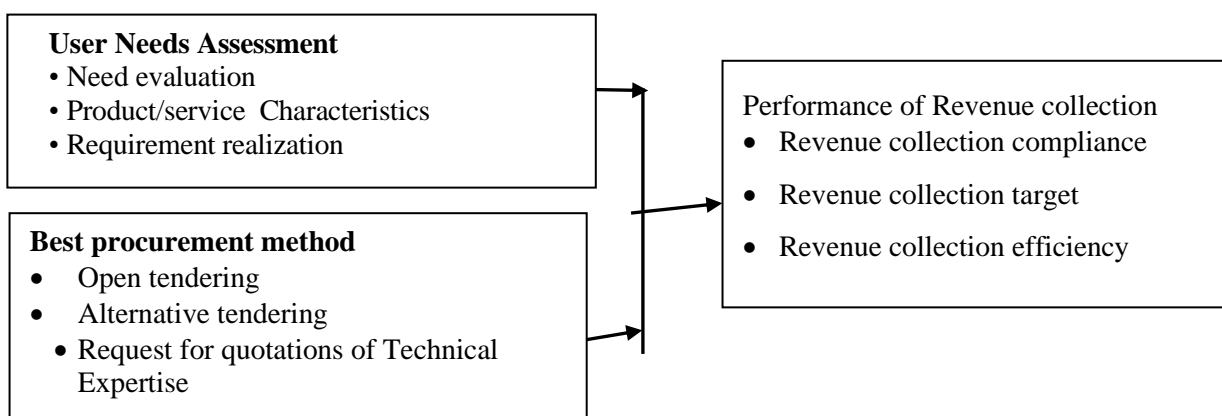 User Needs Assessment
• Need evaluation
• Product/service Characteristics
• Requirement realization
Best procurement method
• Open tendering
• Alternative tendering
• Request for quotations of Technical
Expertise
Performance of Revenue collection
• Revenue collection compliance
• Revenue collection target
• Revenue collection efficiency